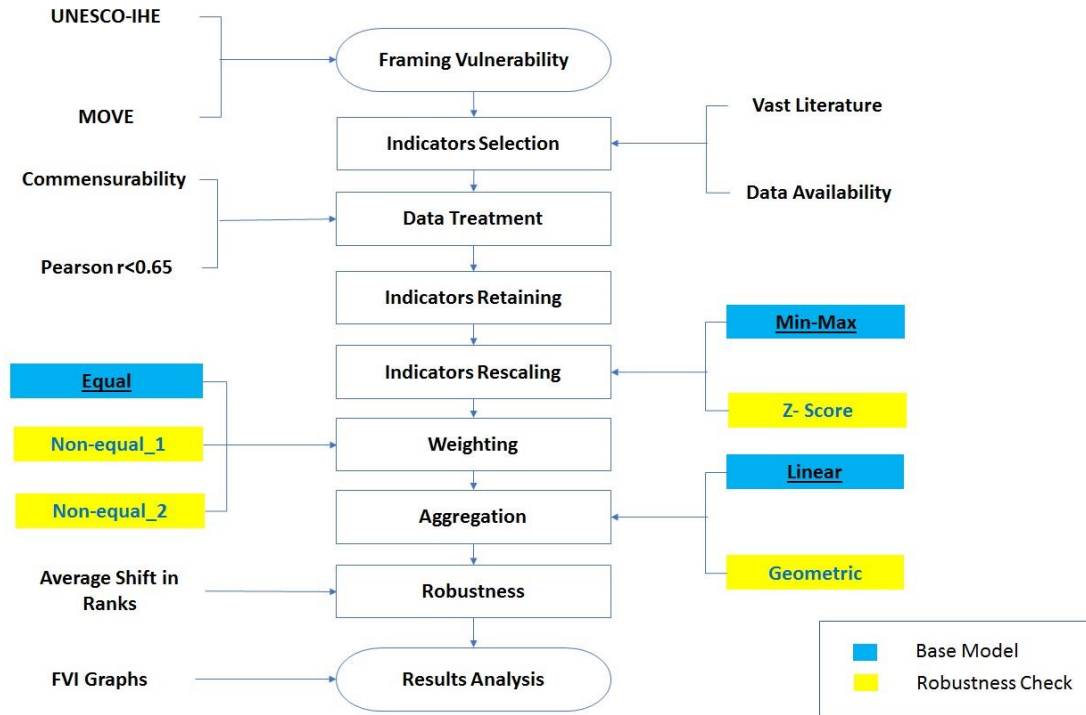 UNESCO-IHE
Framing Vulnerability
MOVE
Vast Literature
Indicators Selection
Commensurability
Data Availability
Data Treatment
Pearson r<0.65
Indicators Retaining
Min-Max
Equal
Indicators Rescaling
Z- Score
Non-equal_1
Weighting
Linear
Non-equal_2
Aggregation
Geometric
Average Shift in
Ranks
Robustness
Base Model
FVI Graphs
Results Analysis
Robustness Check